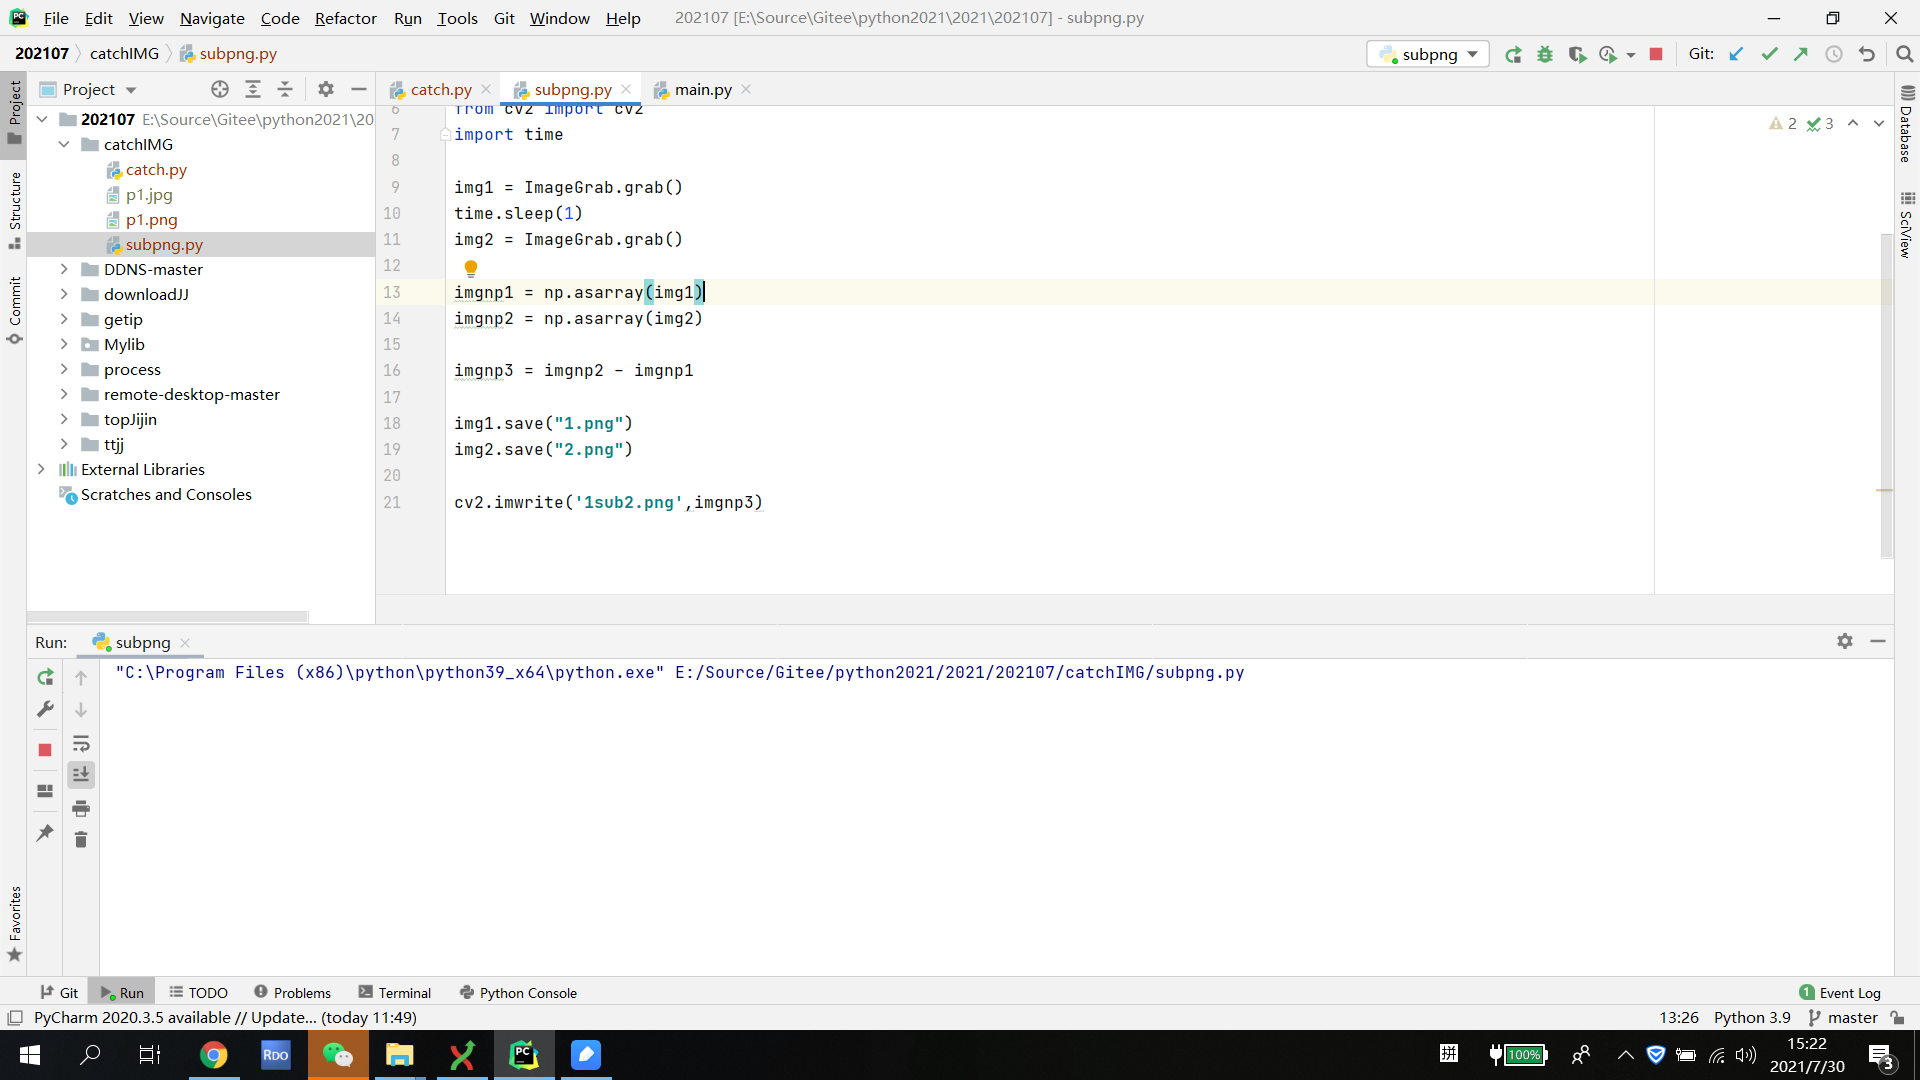 File Edit View Navigate Code Refactor Run Tools Git Window Help 202107 [E:\Source\Gitee\python2021\2021\202107] - subpng.py
202107 catchIMG subpng.py subpng Git:
Project catch.py subpng.py main.py
202107 E:\Source\Gitee\python2021\20
catchIMG
catch.py
p1.jpg
p1.png
subpng.py
DDNS-master
downloadJJ
getip
Mylib
process
remote-desktop-master
topJijin
ttjj
External Libraries
Scratches and Consoles
Project
Structure
Commit
Favorites
6 from cv2 import cv2
7 import time
8
9 img1 = ImageGrab.grab()
10 time.sleep(1)
11 img2 = ImageGrab.grab()
12
13 imgnp1 = np.asarray(img1)
14 imgnp2 = np.asarray(img2)
15
16 imgnp3 = imgnp2 - imgnp1
17
18 img1.save("1.png")
19 img2.save("2.png")
20
21 cv2.imwrite('1sub2.png',imgnp3)
2 3
Database
SciView
Run: subpng
"C:\Program Files (x86)\python\python39_x64\python.exe" E:/Source/Gitee/python2021/2021/202107/catchIMG/subpng.py
Git Run TODO Problems Terminal Python Console 1 Event Log
PyCharm 2020.3.5 available // Update... (today 11:49) 13:26 Python 3.9 master
RDO PC 拼 100% 15:22
2021/7/30 3